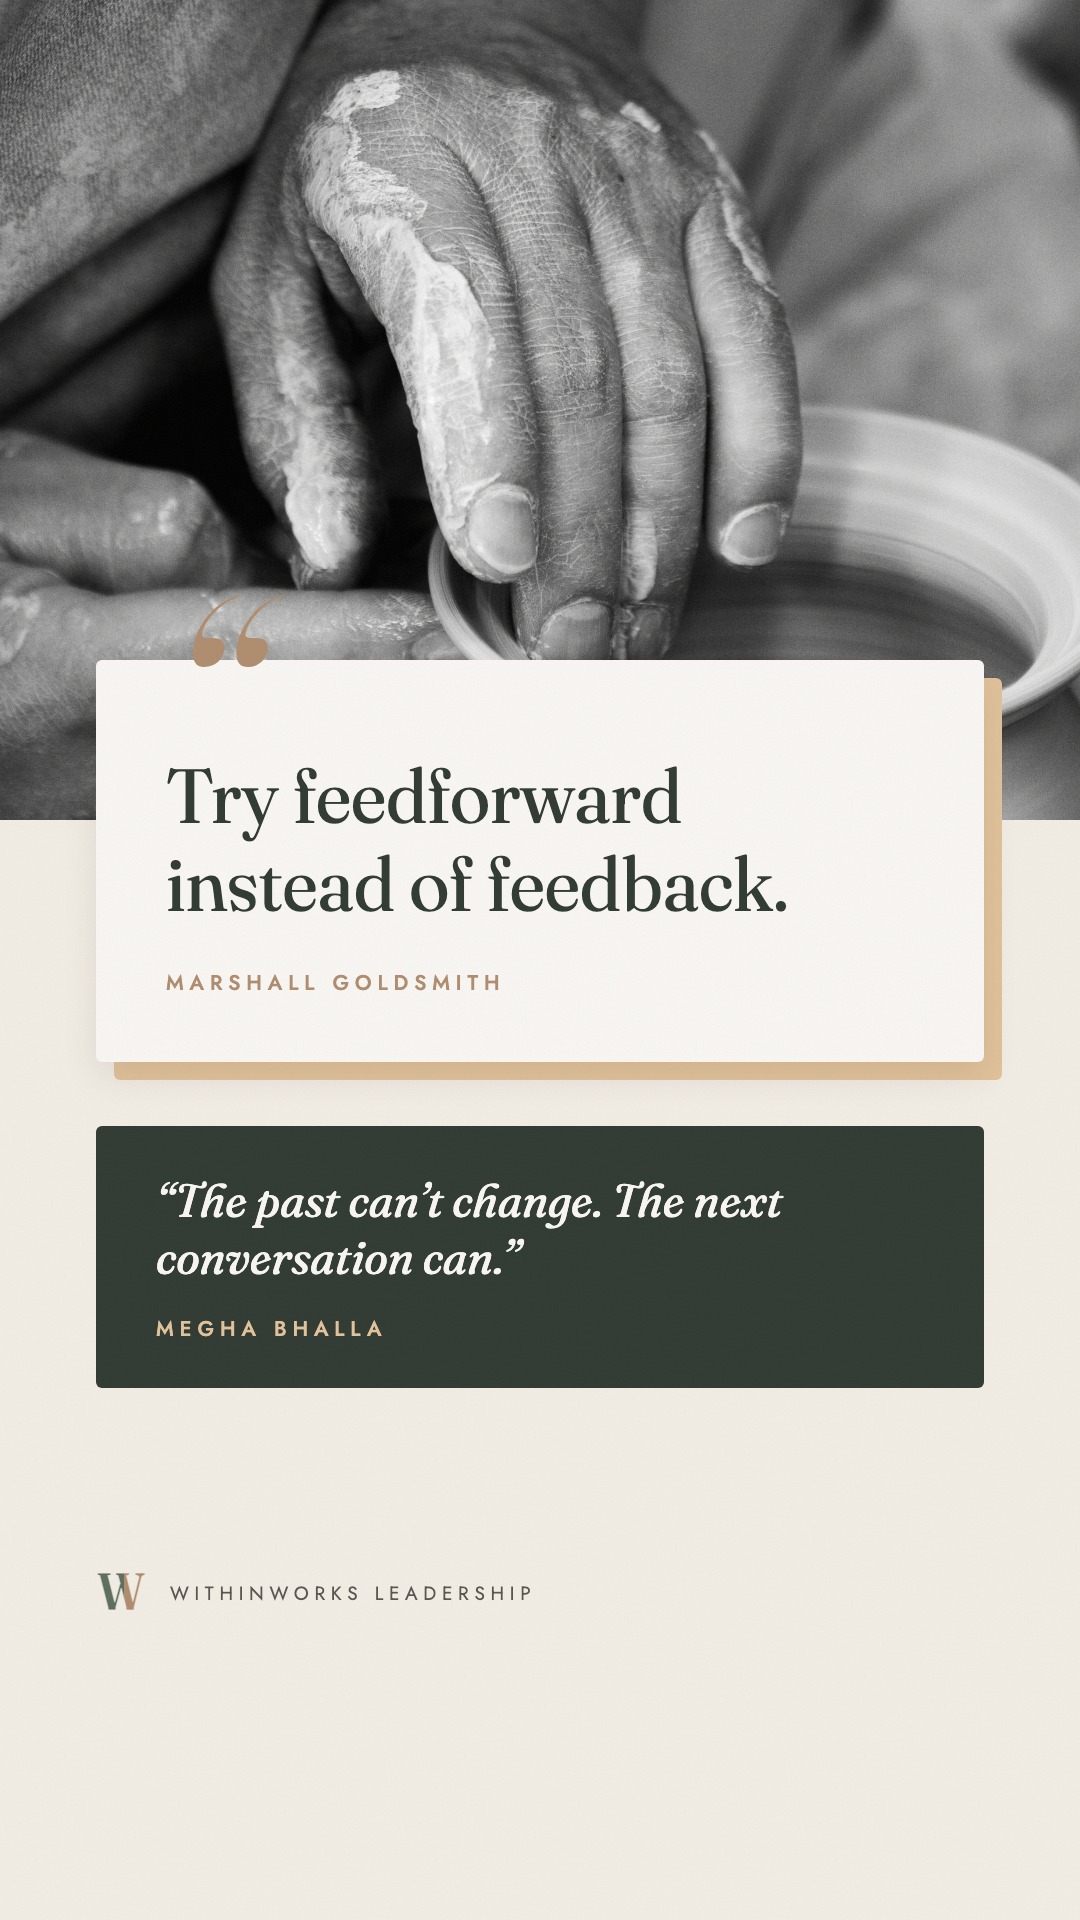 “
Try feedforward
instead of feedback.
MARSHALL GOLDSMITH
“The past can’t change. The next
conversation can.”
MEGHA BHALLA
W WITHINWORKS LEADERSHIP